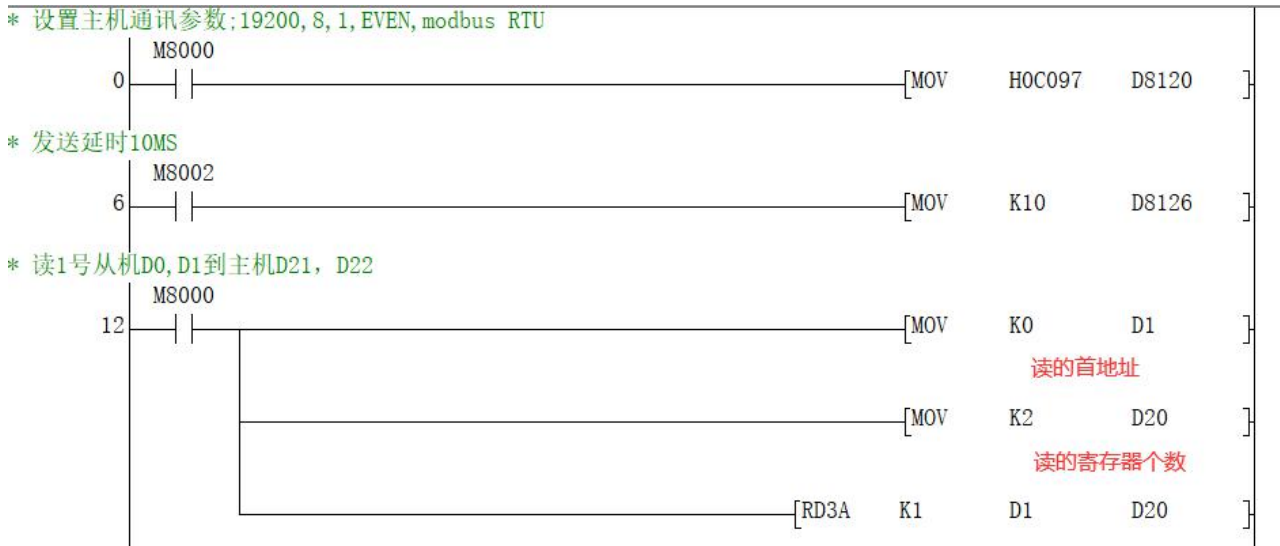 * 设置主机通讯参数;19200,8,1,EVEN,modbus RTU
M8000
0 [MOV H0C097 D8120 ]
* 发送延时10MS
M8002
6 [MOV K10 D8126 ]
* 读1号从机D0,D1到主机D21，D22
M8000
12 [MOV K0 D1 ]
读的首地址
[MOV K2 D20 ]
读的寄存器个数
[RD3A K1 D1 D20 ]